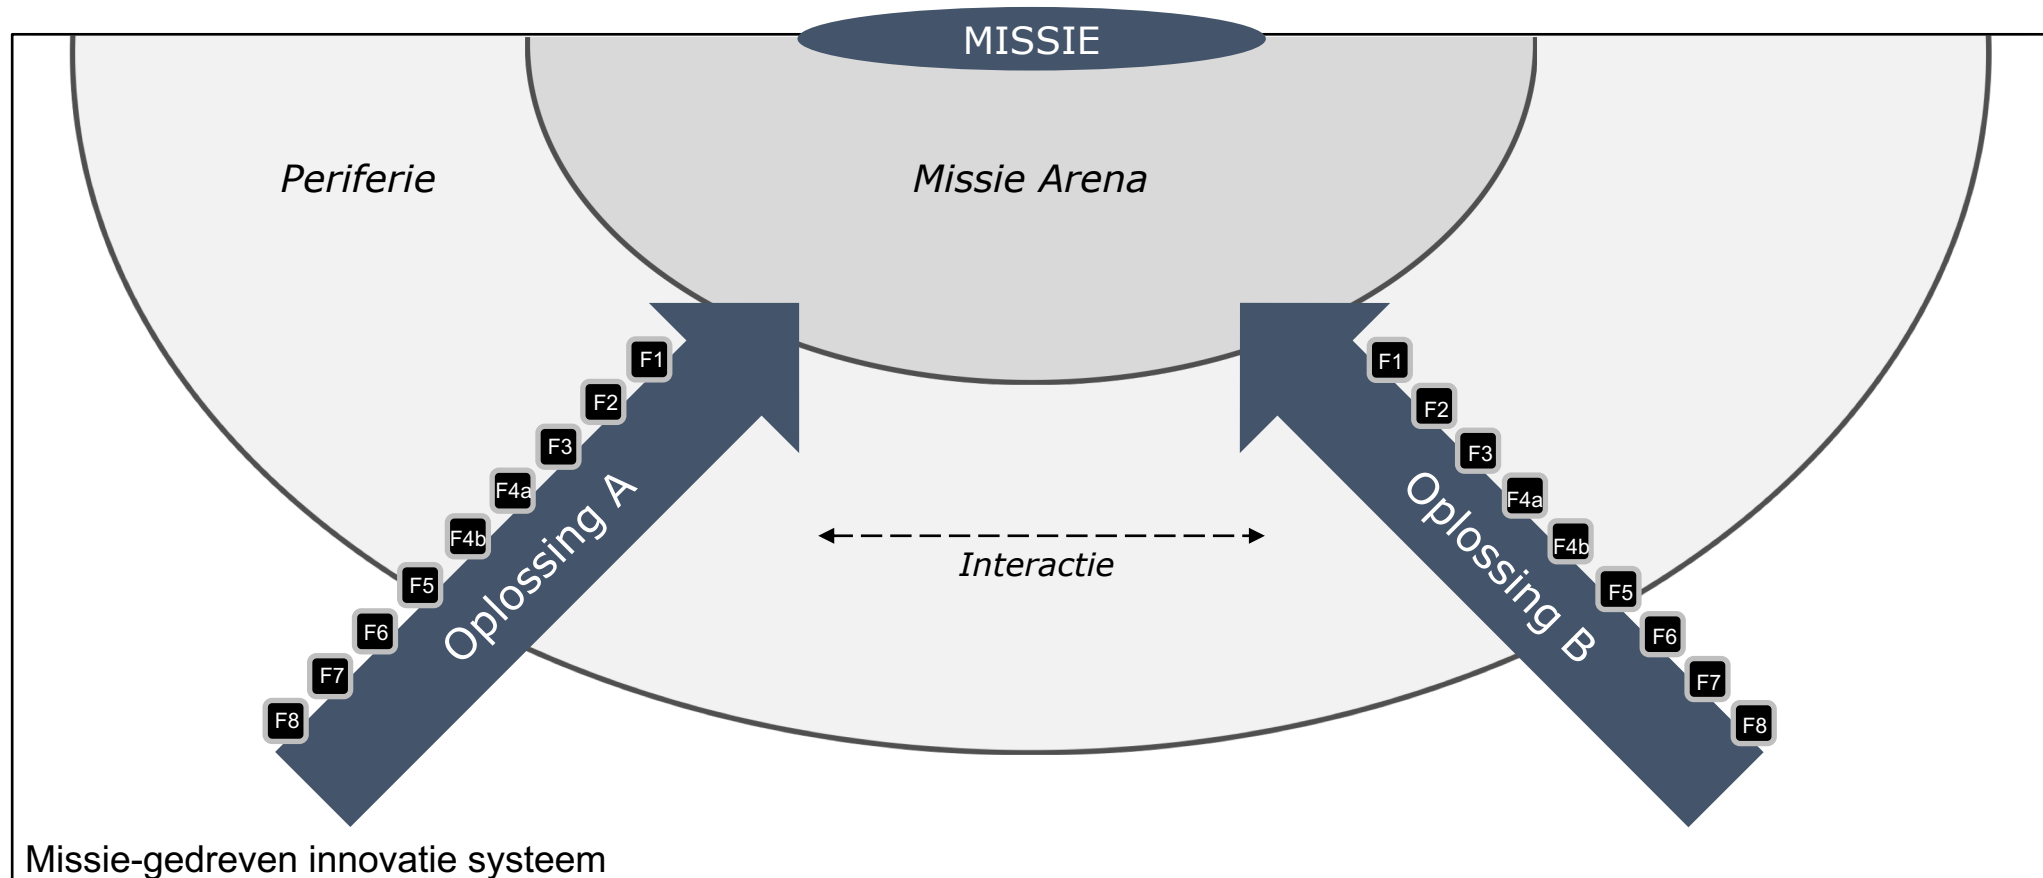 MISSIE
Periferie
Missie Arena
F1
F2
F3
F4a
F4b
F5
F6
F7
F8
Oplossing A
Interactie
F1
F2
F3
F4a
F4b
F5
F6
F7
F8
Oplossing B
Missie-gedreven innovatie systeem